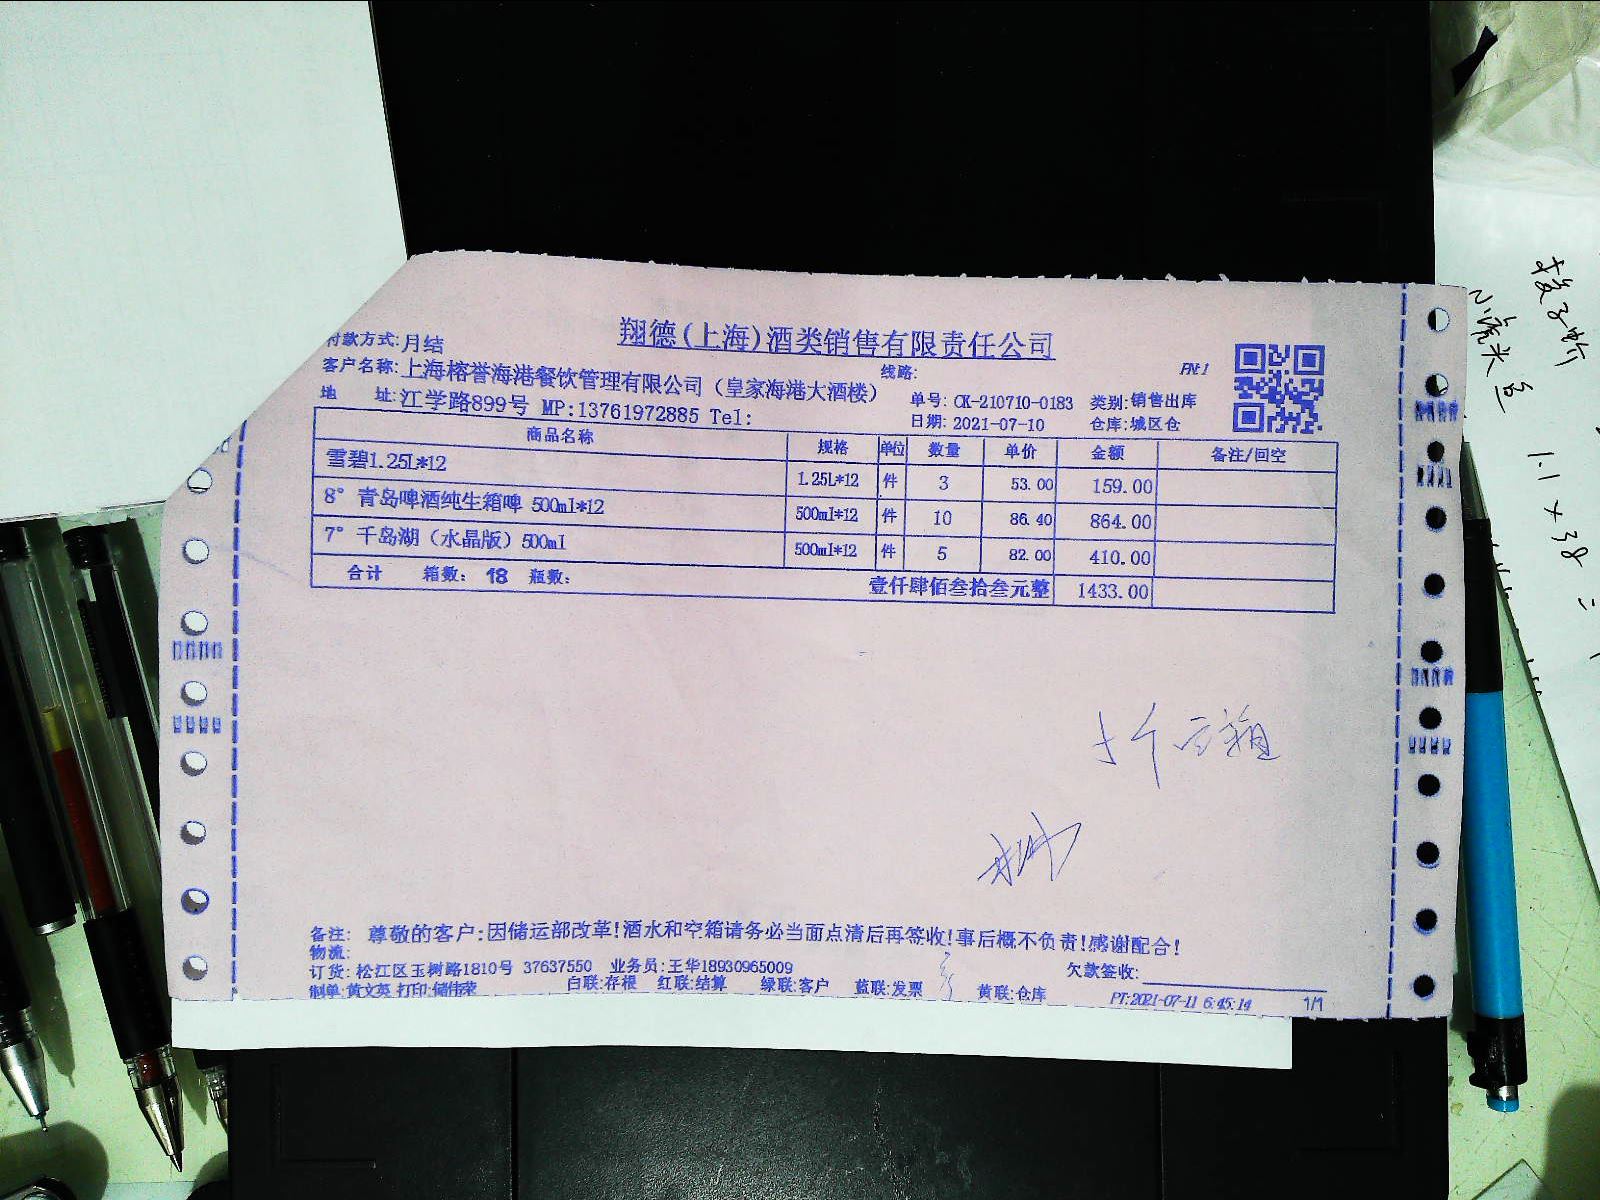 翔德(上海)酒类销售有限责任公司
付款方式:月结
客户名称:上海榕誉海港餐饮管理有限公司（皇家海港大酒楼） 线路: PN:1
地 址:江学路899号 MP:13761972885 Tel: 单号: CK-210710-0183 类别:销售出库
日期: 2021-07-10 仓库:城区仓
商品名称 规格 单位 数量 单价 金额 备注/回空
雪碧1.25L*12 1.25L*12 件 3 53.00 159.00
8° 青岛啤酒纯生箱啤 500ml*12 500ml*12 件 10 86.40 864.00
7° 千岛湖（水晶版）500ml 500ml*12 件 5 82.00 410.00
合计 箱数: 18 瓶数: 壹仟肆佰叁拾叁元整 1433.00
备注: 尊敬的客户:因储运部改革!酒水和空箱请务必当面点清后再签收!事后概不负责!感谢配合!
物流:
订货: 松江区玉树路1810号 37637550 业务员:王华18930965009 欠款签收:
制单:黄文英 打印:储伟荣 白联:存根 红联:结算 绿联:客户 蓝联:发票 黄联:仓库 PT:2021-07-11 6:45:14 1/1
1.1 x 38 =